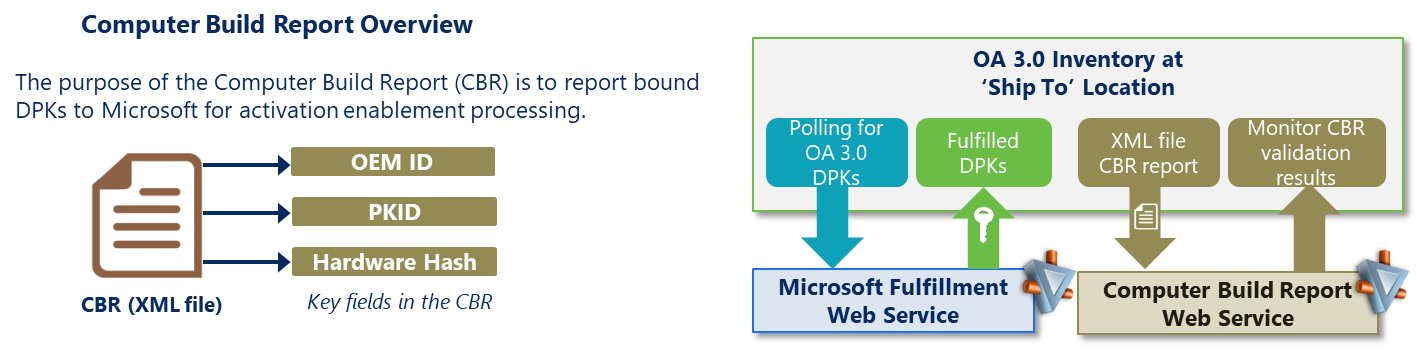 Computer Build Report Overview
The purpose of the Computer Build Report (CBR) is to report bound
DPKs to Microsoft for activation enablement processing.
OEM ID
PKID
Hardware Hash
CBR (XML file)
Key fields in the CBR
OA 3.0 Inventory at
‘Ship To’ Location
Polling for
OA 3.0
DPKs
Fulfilled
DPKs
XML file
CBR report
Monitor CBR
validation
results
Microsoft Fulfillment
Web Service
Computer Build Report
Web Service